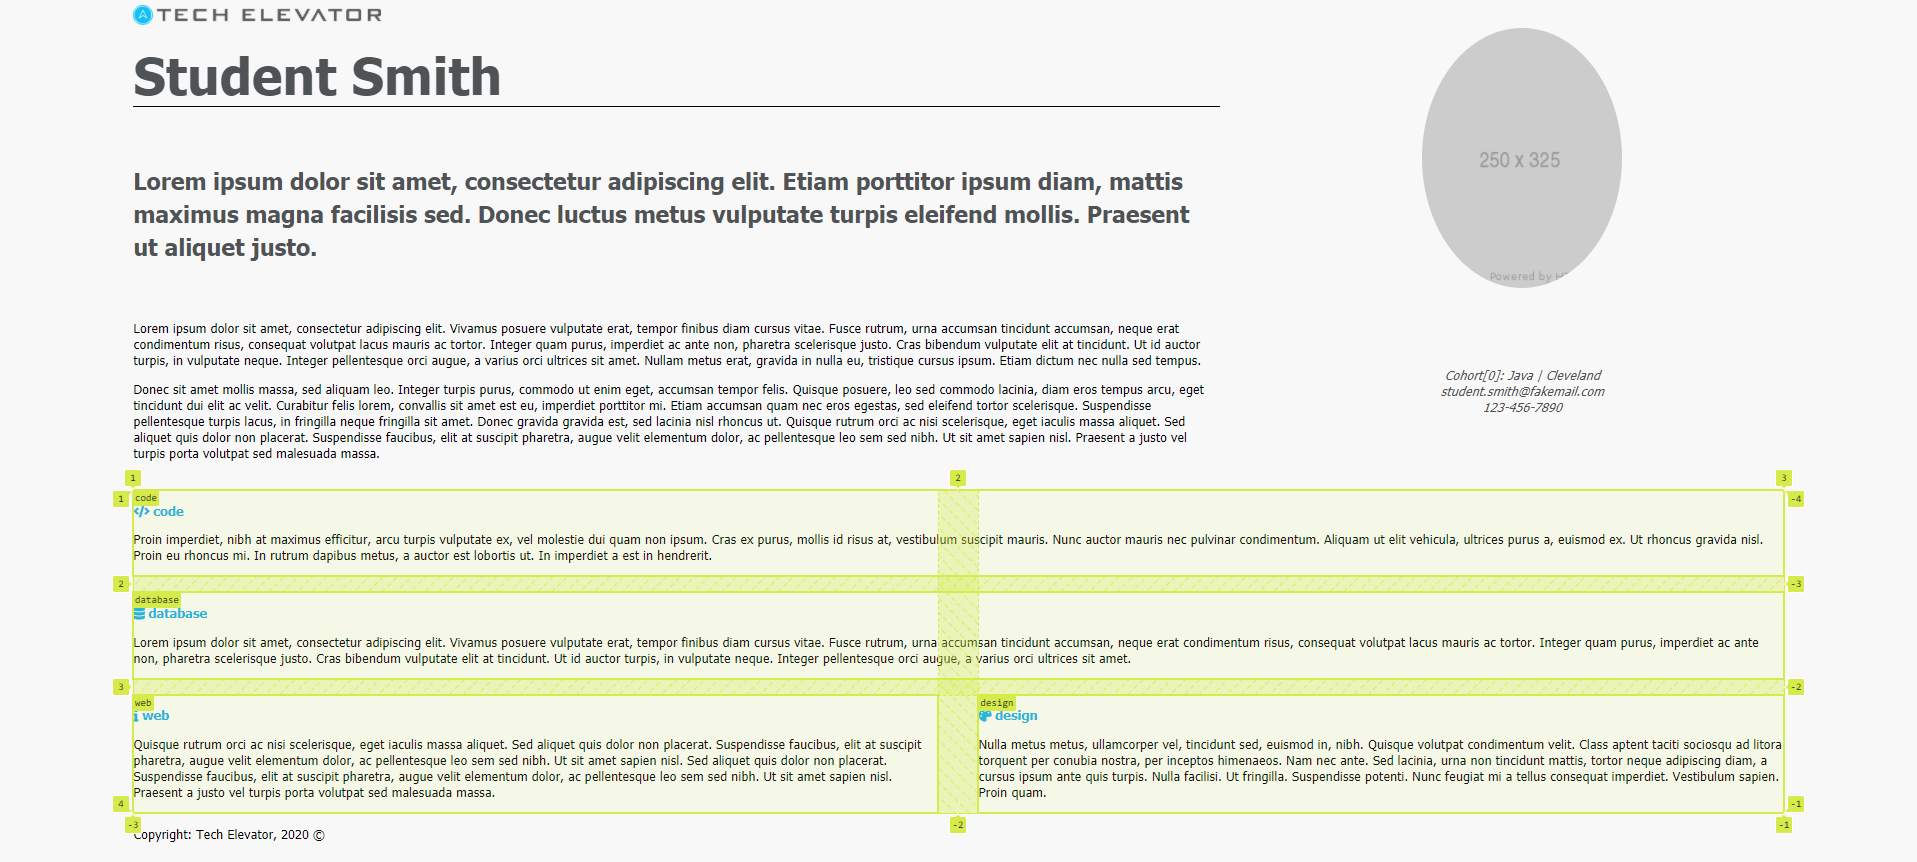 TECH ELEVATOR
Student Smith
250 x 325
Powered by H
Lorem ipsum dolor sit amet, consectetur adipiscing elit. Etiam porttitor ipsum diam, mattis
maximus magna facilisis sed. Donec luctus metus vulputate turpis eleifend mollis. Praesent
ut aliquet justo.
Lorem ipsum dolor sit amet, consectetur adipiscing elit. Vivamus posuere vulputate erat, tempor finibus diam cursus vitae. Fusce rutrum, urna accumsan tincidunt accumsan, neque erat
condimentum risus, consequat volutpat lacus mauris ac tortor. Integer quam purus, imperdiet ac ante non, pharetra scelerisque justo. Cras bibendum vulputate elit at tincidunt. Ut id auctor
turpis, in vulputate neque. Integer pellentesque orci augue, a varius orci ultrices sit amet. Nullam metus erat, gravida in nulla eu, tristique cursus ipsum. Etiam dictum nec nulla sed tempus.
Donec sit amet mollis massa, sed aliquam leo. Integer turpis purus, commodo ut enim eget, accumsan tempor felis. Quisque posuere, leo sed commodo lacinia, diam eros tempus arcu, eget
tincidunt dui elit ac velit. Curabitur felis lorem, convallis sit amet est eu, imperdiet porttitor mi. Etiam accumsan quam nec eros egestas, sed eleifend tortor scelerisque. Suspendisse
pellentesque turpis lacus, in fringilla neque fringilla sit amet. Donec gravida gravida est, sed lacinia nisl rhoncus ut. Quisque rutrum orci ac nisi scelerisque, eget iaculis massa aliquet. Sed
aliquet quis dolor non placerat. Suspendisse faucibus, elit at suscipit pharetra, augue velit elementum dolor, ac pellentesque leo sem sed nibh. Ut sit amet sapien nisl. Praesent a justo vel
turpis porta volutpat sed malesuada massa.
Cohort[0]: Java | Cleveland
student.smith@fakemail.com
123-456-7890
1 2 3
1 code -4
code
Proin imperdiet, nibh at maximus efficitur, arcu turpis vulputate ex, vel molestie dui quam non ipsum. Cras ex purus, mollis id risus at, vestibulum suscipit mauris. Nunc auctor mauris nec pulvinar condimentum. Aliquam ut elit vehicula, ultrices purus a, euismod ex. Ut rhoncus gravida nisl.
Proin eu rhoncus mi. In rutrum dapibus metus, a auctor est lobortis ut. In imperdiet a est in hendrerit.
2 -3
database
database
Lorem ipsum dolor sit amet, consectetur adipiscing elit. Vivamus posuere vulputate erat, tempor finibus diam cursus vitae. Fusce rutrum, urna accumsan tincidunt accumsan, neque erat condimentum risus, consequat volutpat lacus mauris ac tortor. Integer quam purus, imperdiet ac ante
non, pharetra scelerisque justo. Cras bibendum vulputate elit at tincidunt. Ut id auctor turpis, in vulputate neque. Integer pellentesque orci augue, a varius orci ultrices sit amet.
3 -2
web
web
Quisque rutrum orci ac nisi scelerisque, eget iaculis massa aliquet. Sed aliquet quis dolor non placerat. Suspendisse faucibus, elit at suscipit
pharetra, augue velit elementum dolor, ac pellentesque leo sem sed nibh. Ut sit amet sapien nisl. Sed aliquet quis dolor non placerat.
Suspendisse faucibus, elit at suscipit pharetra, augue velit elementum dolor, ac pellentesque leo sem sed nibh. Ut sit amet sapien nisl.
Praesent a justo vel turpis porta volutpat sed malesuada massa.
design
design
Nulla metus metus, ullamcorper vel, tincidunt sed, euismod in, nibh. Quisque volutpat condimentum velit. Class aptent taciti sociosqu ad litora
torquent per conubia nostra, per inceptos himenaeos. Nam nec ante. Sed lacinia, urna non tincidunt mattis, tortor neque adipiscing diam, a
cursus ipsum ante quis turpis. Nulla facilisi. Ut fringilla. Suspendisse potenti. Nunc feugiat mi a tellus consequat imperdiet. Vestibulum sapien.
Proin quam.
4 -1
-3 -2 -1
Copyright: Tech Elevator, 2020 ©